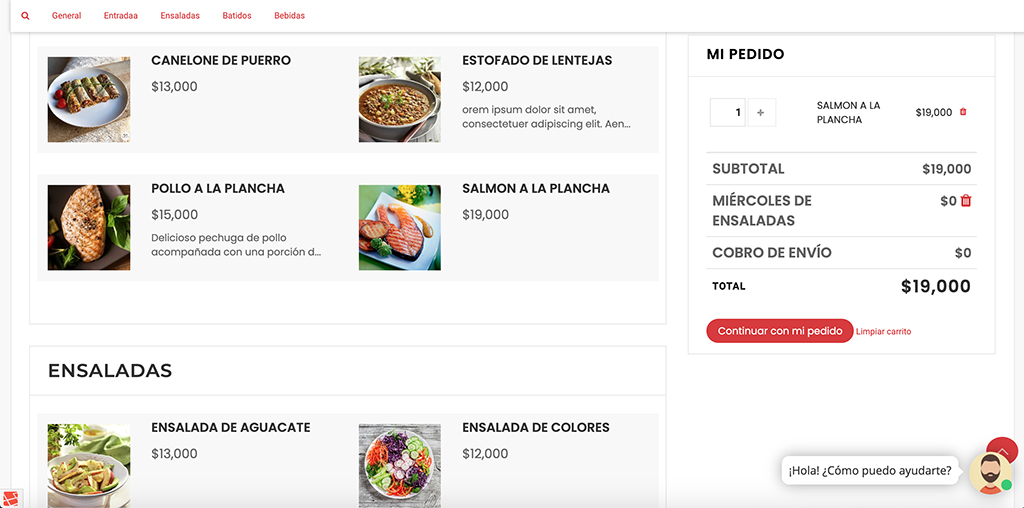 General Entradaa Ensaladas Batidos Bebidas
CANELONE DE PUERRO
$13,000
ESTOFADO DE LENTEJAS
$12,000
orem ipsum dolor sit amet,
consectetuer adipiscing elit. Aen...
POLLO A LA PLANCHA
$15,000
Delicioso pechuga de pollo
acompañada con una porción d...
SALMON A LA PLANCHA
$19,000
ENSALADAS
ENSALADA DE AGUACATE
$13,000
ENSALADA DE COLORES
$12,000
MI PEDIDO
1 + SALMON A LA
PLANCHA
$19,000
SUBTOTAL $19,000
MIÉRCOLES DE
ENSALADAS
$0
COBRO DE ENVÍO $0
TOTAL $19,000
Continuar con mi pedido Limpiar carrito
¡Hola! ¿Cómo puedo ayudarte?